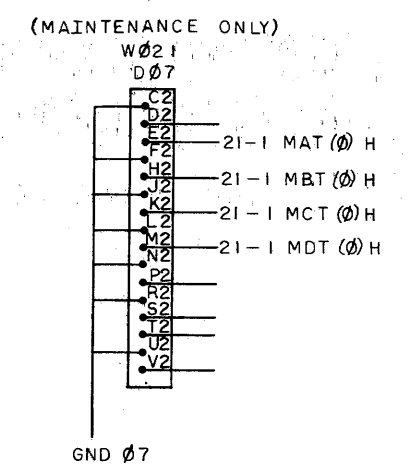 (MAINTENANCE ONLY)
WØ21
DØ7
C2
D2
E2
21-1 MAT (Ø) H
F2
H2
21-1 MBT (Ø) H
J2
K2
21-1 MCT (Ø) H
L2
M2
21-1 MDT (Ø) H
N2
P2
R2
S2
T2
U2
V2
GND Ø7